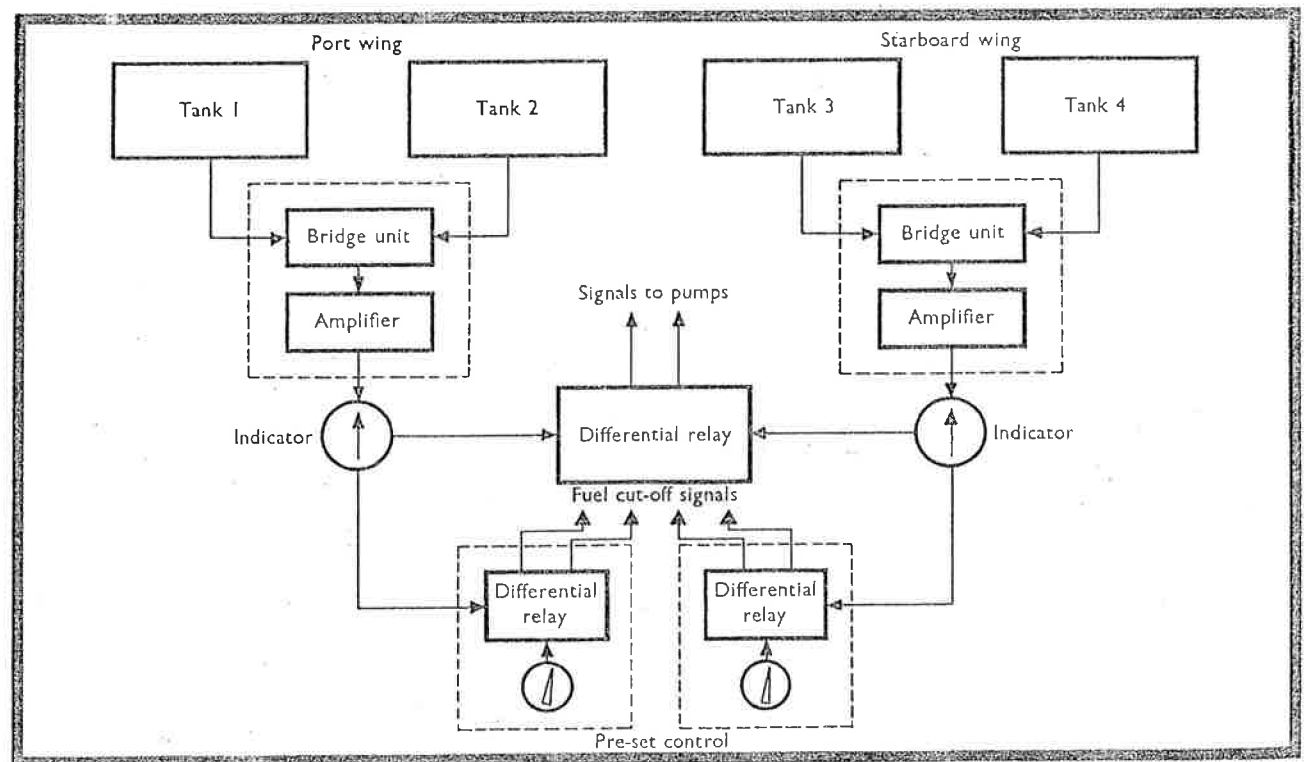 Port wing
Starboard wing
Tank 1
Tank 2
Tank 3
Tank 4
Bridge unit
Bridge unit
Signals to pumps
Amplifier
Amplifier
Indicator
Differential relay
Indicator
Fuel cut-off signals
Differential
relay
Differential
relay
Pre-set control